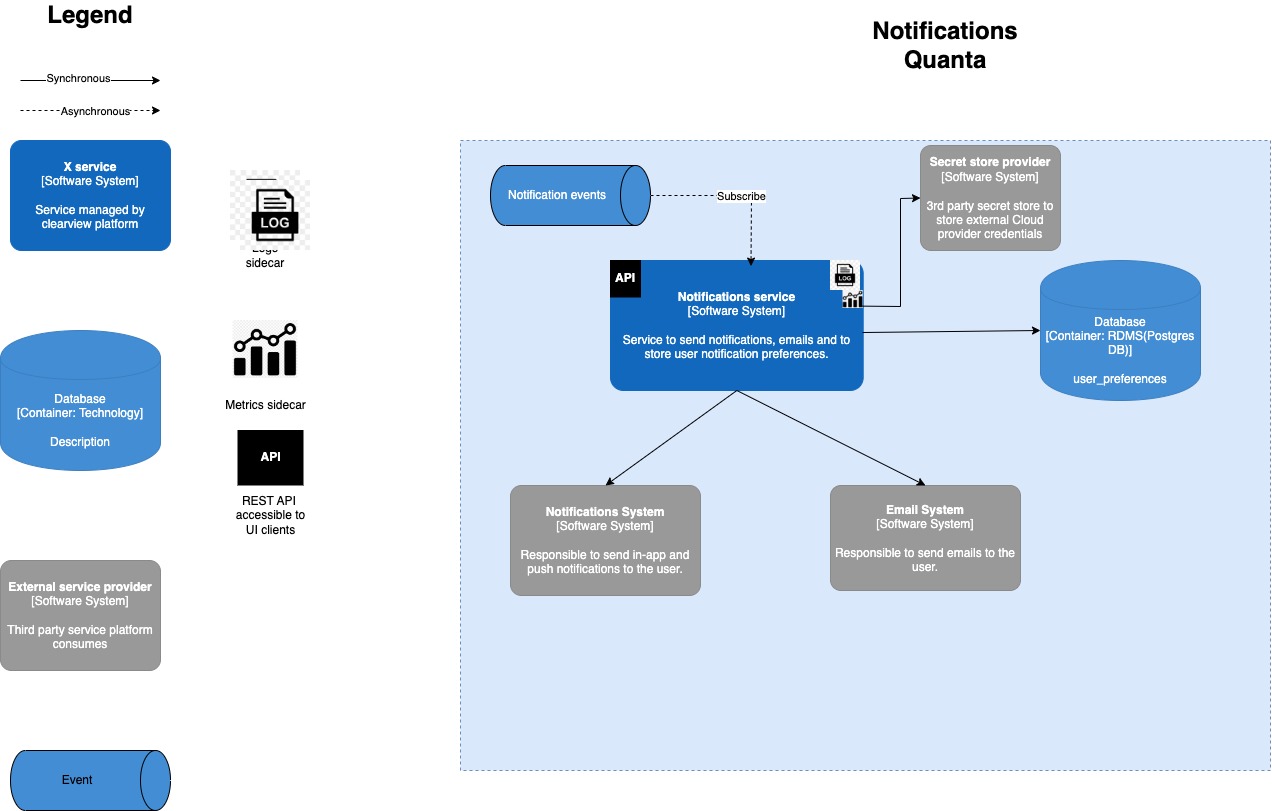 Legend
Synchronous
Asynchronous
X service
[Software System]
Service managed by
clearview platform
LOG
sidecar
Database
[Container: Technology]
Description
Metrics sidecar
API
REST API
accessible to
UI clients
External service provider
[Software System]
Third party service platform
consumes
Event
Notifications
Quanta
Notification events
Subscribe
Secret store provider
[Software System]
3rd party secret store to
store external Cloud
provider credentials
API
LOG
Notifications service
[Software System]
Service to send notifications, emails and to
store user notification preferences.
Database
[Container: RDMS(Postgres
DB)]
user_preferences
Notifications System
[Software System]
Responsible to send in-app and
push notifications to the user.
Email System
[Software System]
Responsible to send emails to the
user.